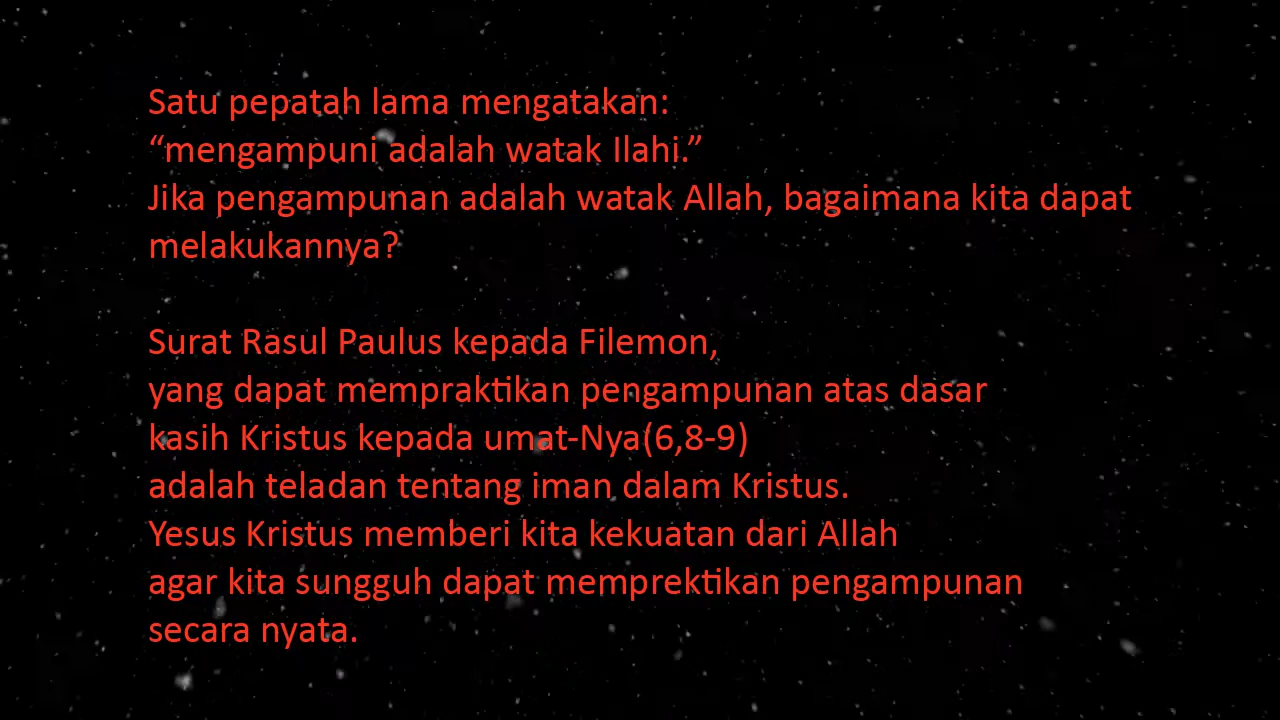 Satu pepatah lama mengatakan:
“mengampuni adalah watak Ilahi.”
Jika pengampunan adalah watak Allah, bagaimana kita dapat
melakukannya?
Surat Rasul Paulus kepada Filemon,
yang dapat mempraktikan pengampunan atas dasar
kasih Kristus kepada umat-Nya(6,8-9)
adalah teladan tentang iman dalam Kristus.
Yesus Kristus memberi kita kekuatan dari Allah
agar kita sungguh dapat memprektikan pengampunan
secara nyata.